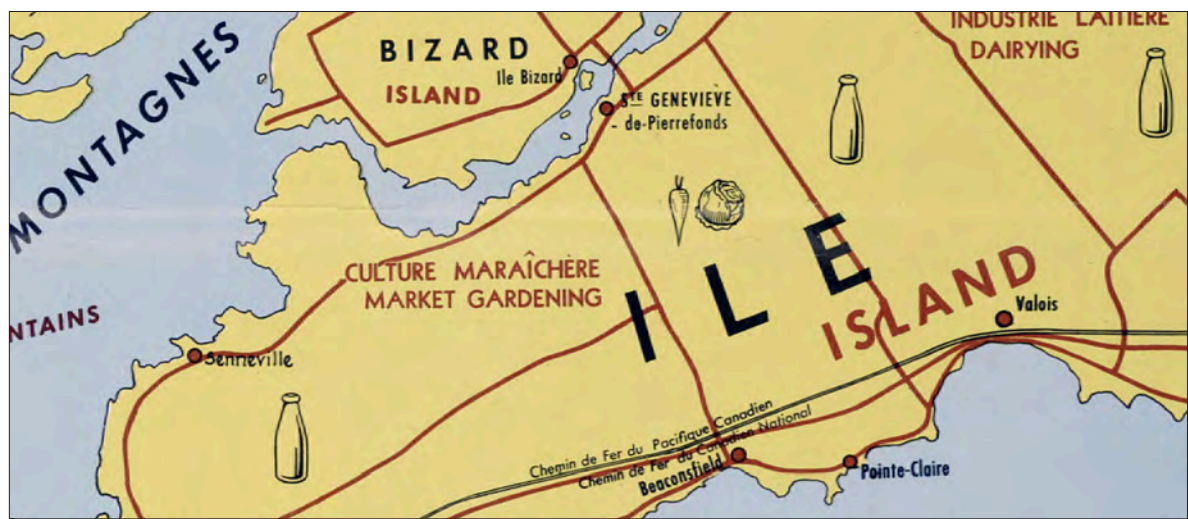 MONTAGNES
NTAINS
BIZARD
ISLAND
Ile Bizard
STE GENEVIEVE
- de-Pierrefonds
INDUSTRIE LAITIERE
DAIRYING
CULTURE MARAÎCHÈRE
MARKET GARDENING
ILE
ISLAND
Valois
Senneville
Chemin de Fer du Pacifique Canadien
Chemin de Fer du Canadien National
Beaconsfield
Pointe-Claire